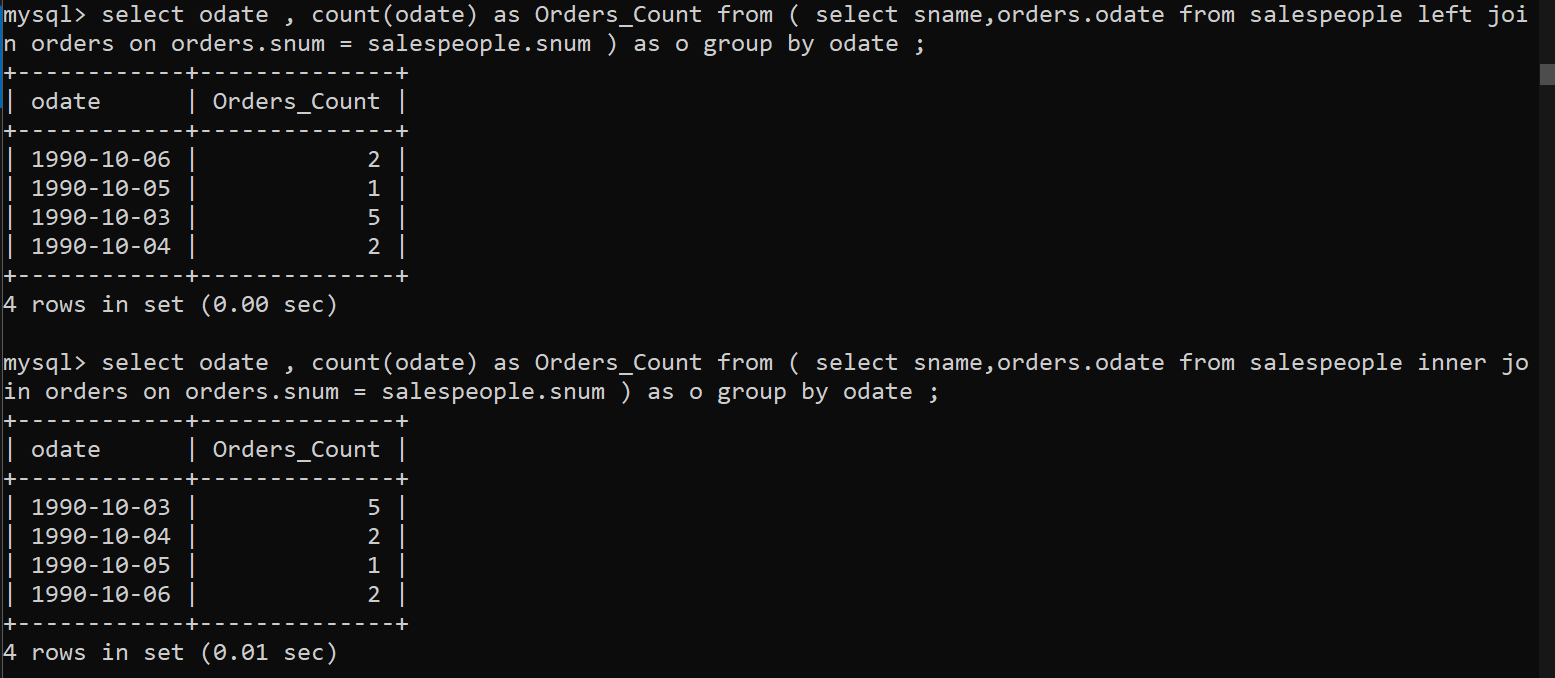 mysql> select odate , count(odate) as Orders_Count from ( select sname,orders.odate from salespeople left joi
n orders on orders.snum = salespeople.snum ) as o group by odate ;
+------------+--------------+
| odate      | Orders_Count |
+------------+--------------+
| 1990-10-06 |            2 |
| 1990-10-05 |            1 |
| 1990-10-03 |            5 |
| 1990-10-04 |            2 |
+------------+--------------+
4 rows in set (0.00 sec)

mysql> select odate , count(odate) as Orders_Count from ( select sname,orders.odate from salespeople inner jo
in orders on orders.snum = salespeople.snum ) as o group by odate ;
+------------+--------------+
| odate      | Orders_Count |
+------------+--------------+
| 1990-10-03 |            5 |
| 1990-10-04 |            2 |
| 1990-10-05 |            1 |
| 1990-10-06 |            2 |
+------------+--------------+
4 rows in set (0.01 sec)